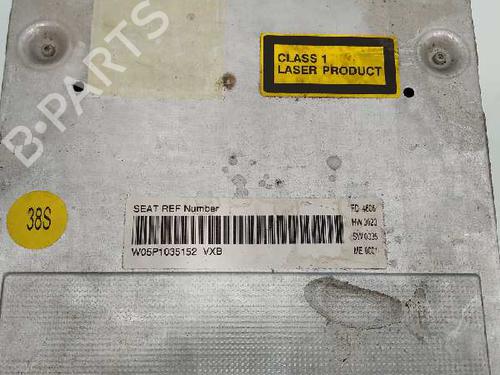 CLASS 1
LASER PRODUCT
B-PARTS
38S
SEAT REF Number
W05P1035152 VXB